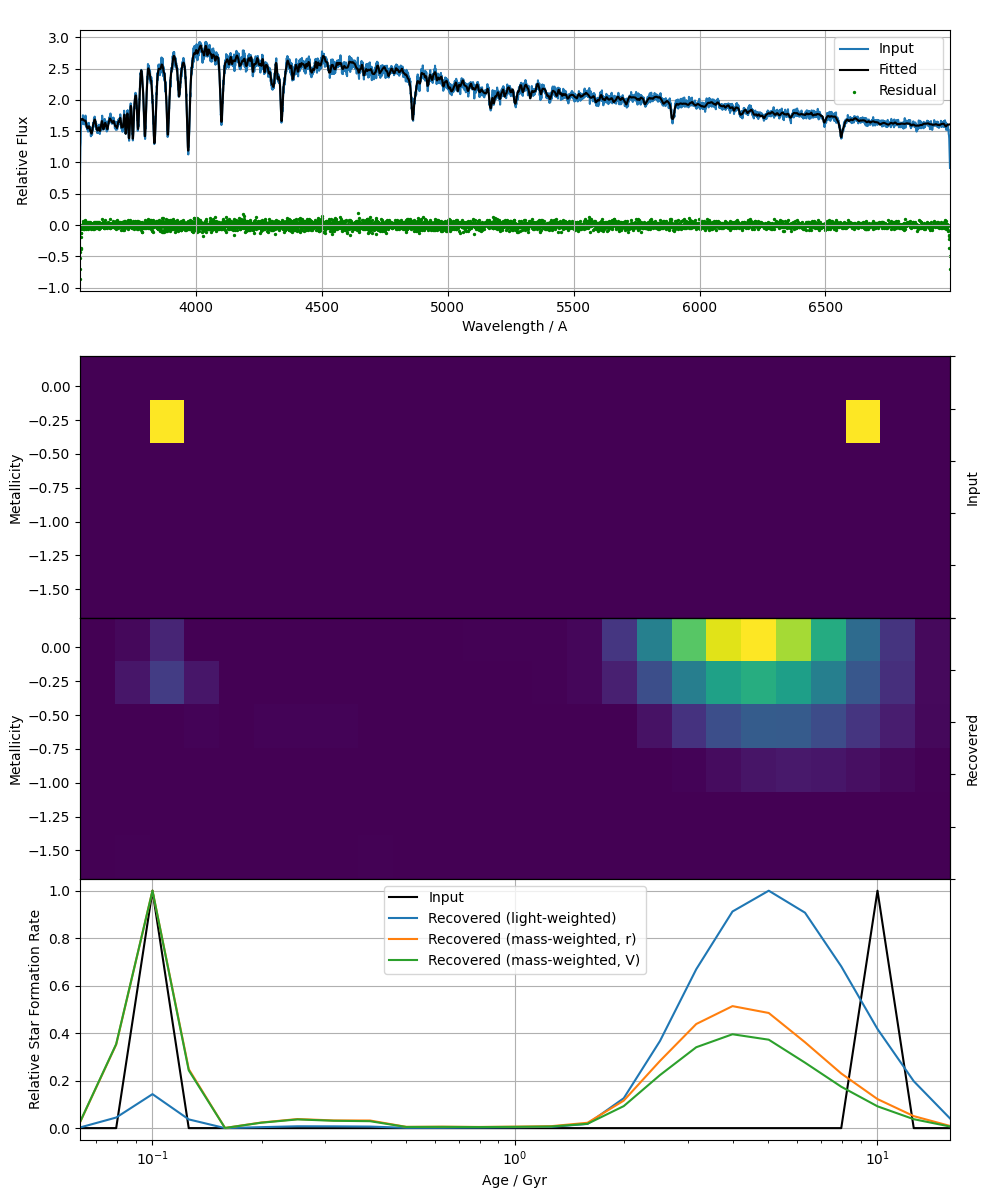 3.0
2.5
2.0
1.5
1.0
0.5
0.0
−0.5
−1.0
Relative Flux
Input
Fitted
Residual
4000 4500 5000 5500 6000 6500
Wavelength / A
0.00
−0.25
−0.50
−0.75
−1.00
−1.25
−1.50
Metallicity
Input
0.00
−0.25
−0.50
−0.75
−1.00
−1.25
−1.50
Metallicity
Recovered
1.0
0.8
0.6
0.4
0.2
0.0
Relative Star Formation Rate
Input
Recovered (light-weighted)
Recovered (mass-weighted, r)
Recovered (mass-weighted, V)
10⁻¹ 10⁰ 10¹
Age / Gyr